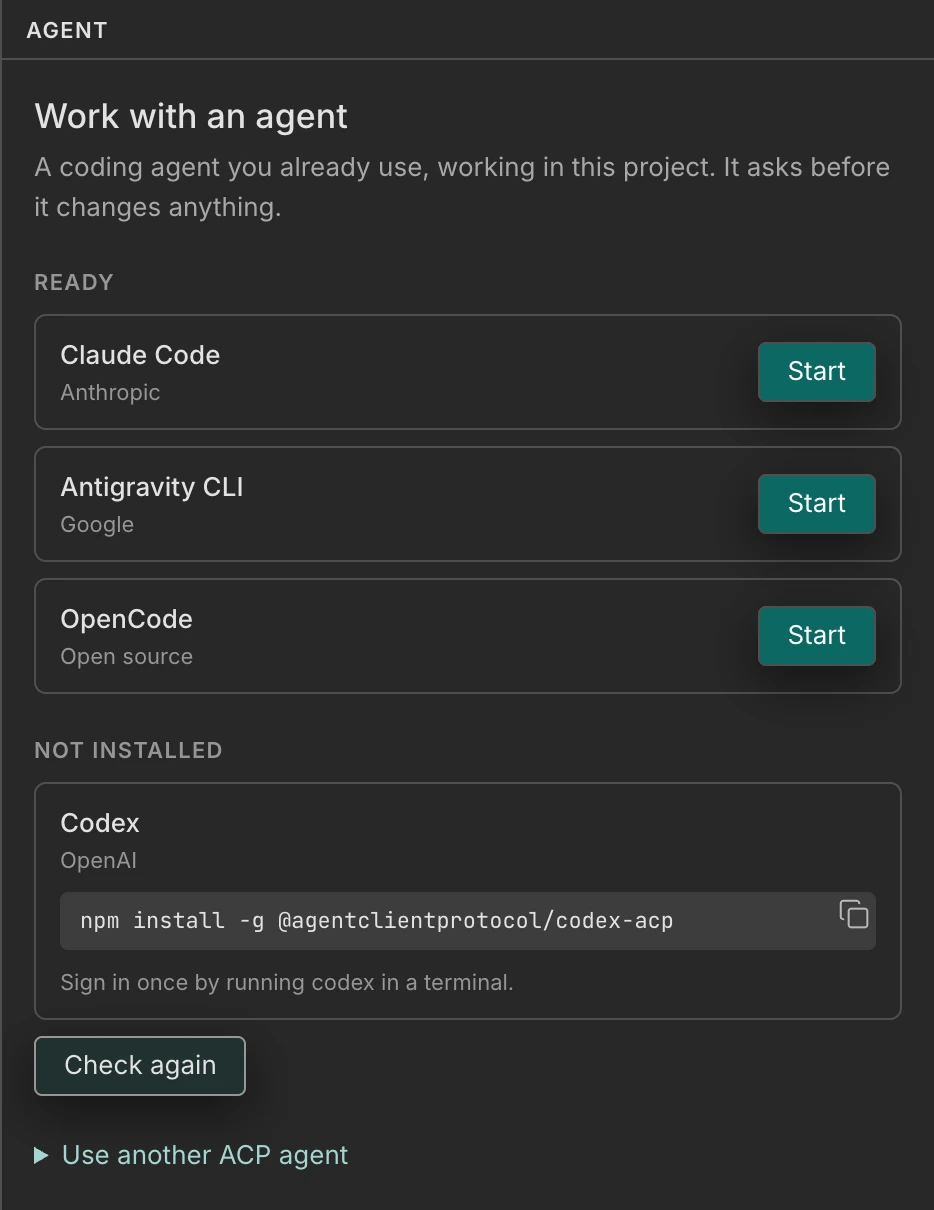 AGENT
Work with an agent
A coding agent you already use, working in this project. It asks before
it changes anything.
READY
Claude Code
Anthropic
Start
Antigravity CLI
Google
Start
OpenCode
Open source
Start
NOT INSTALLED
Codex
OpenAI
npm install -g @agentclientprotocol/codex-acp
Sign in once by running codex in a terminal.
Check again
Use another ACP agent